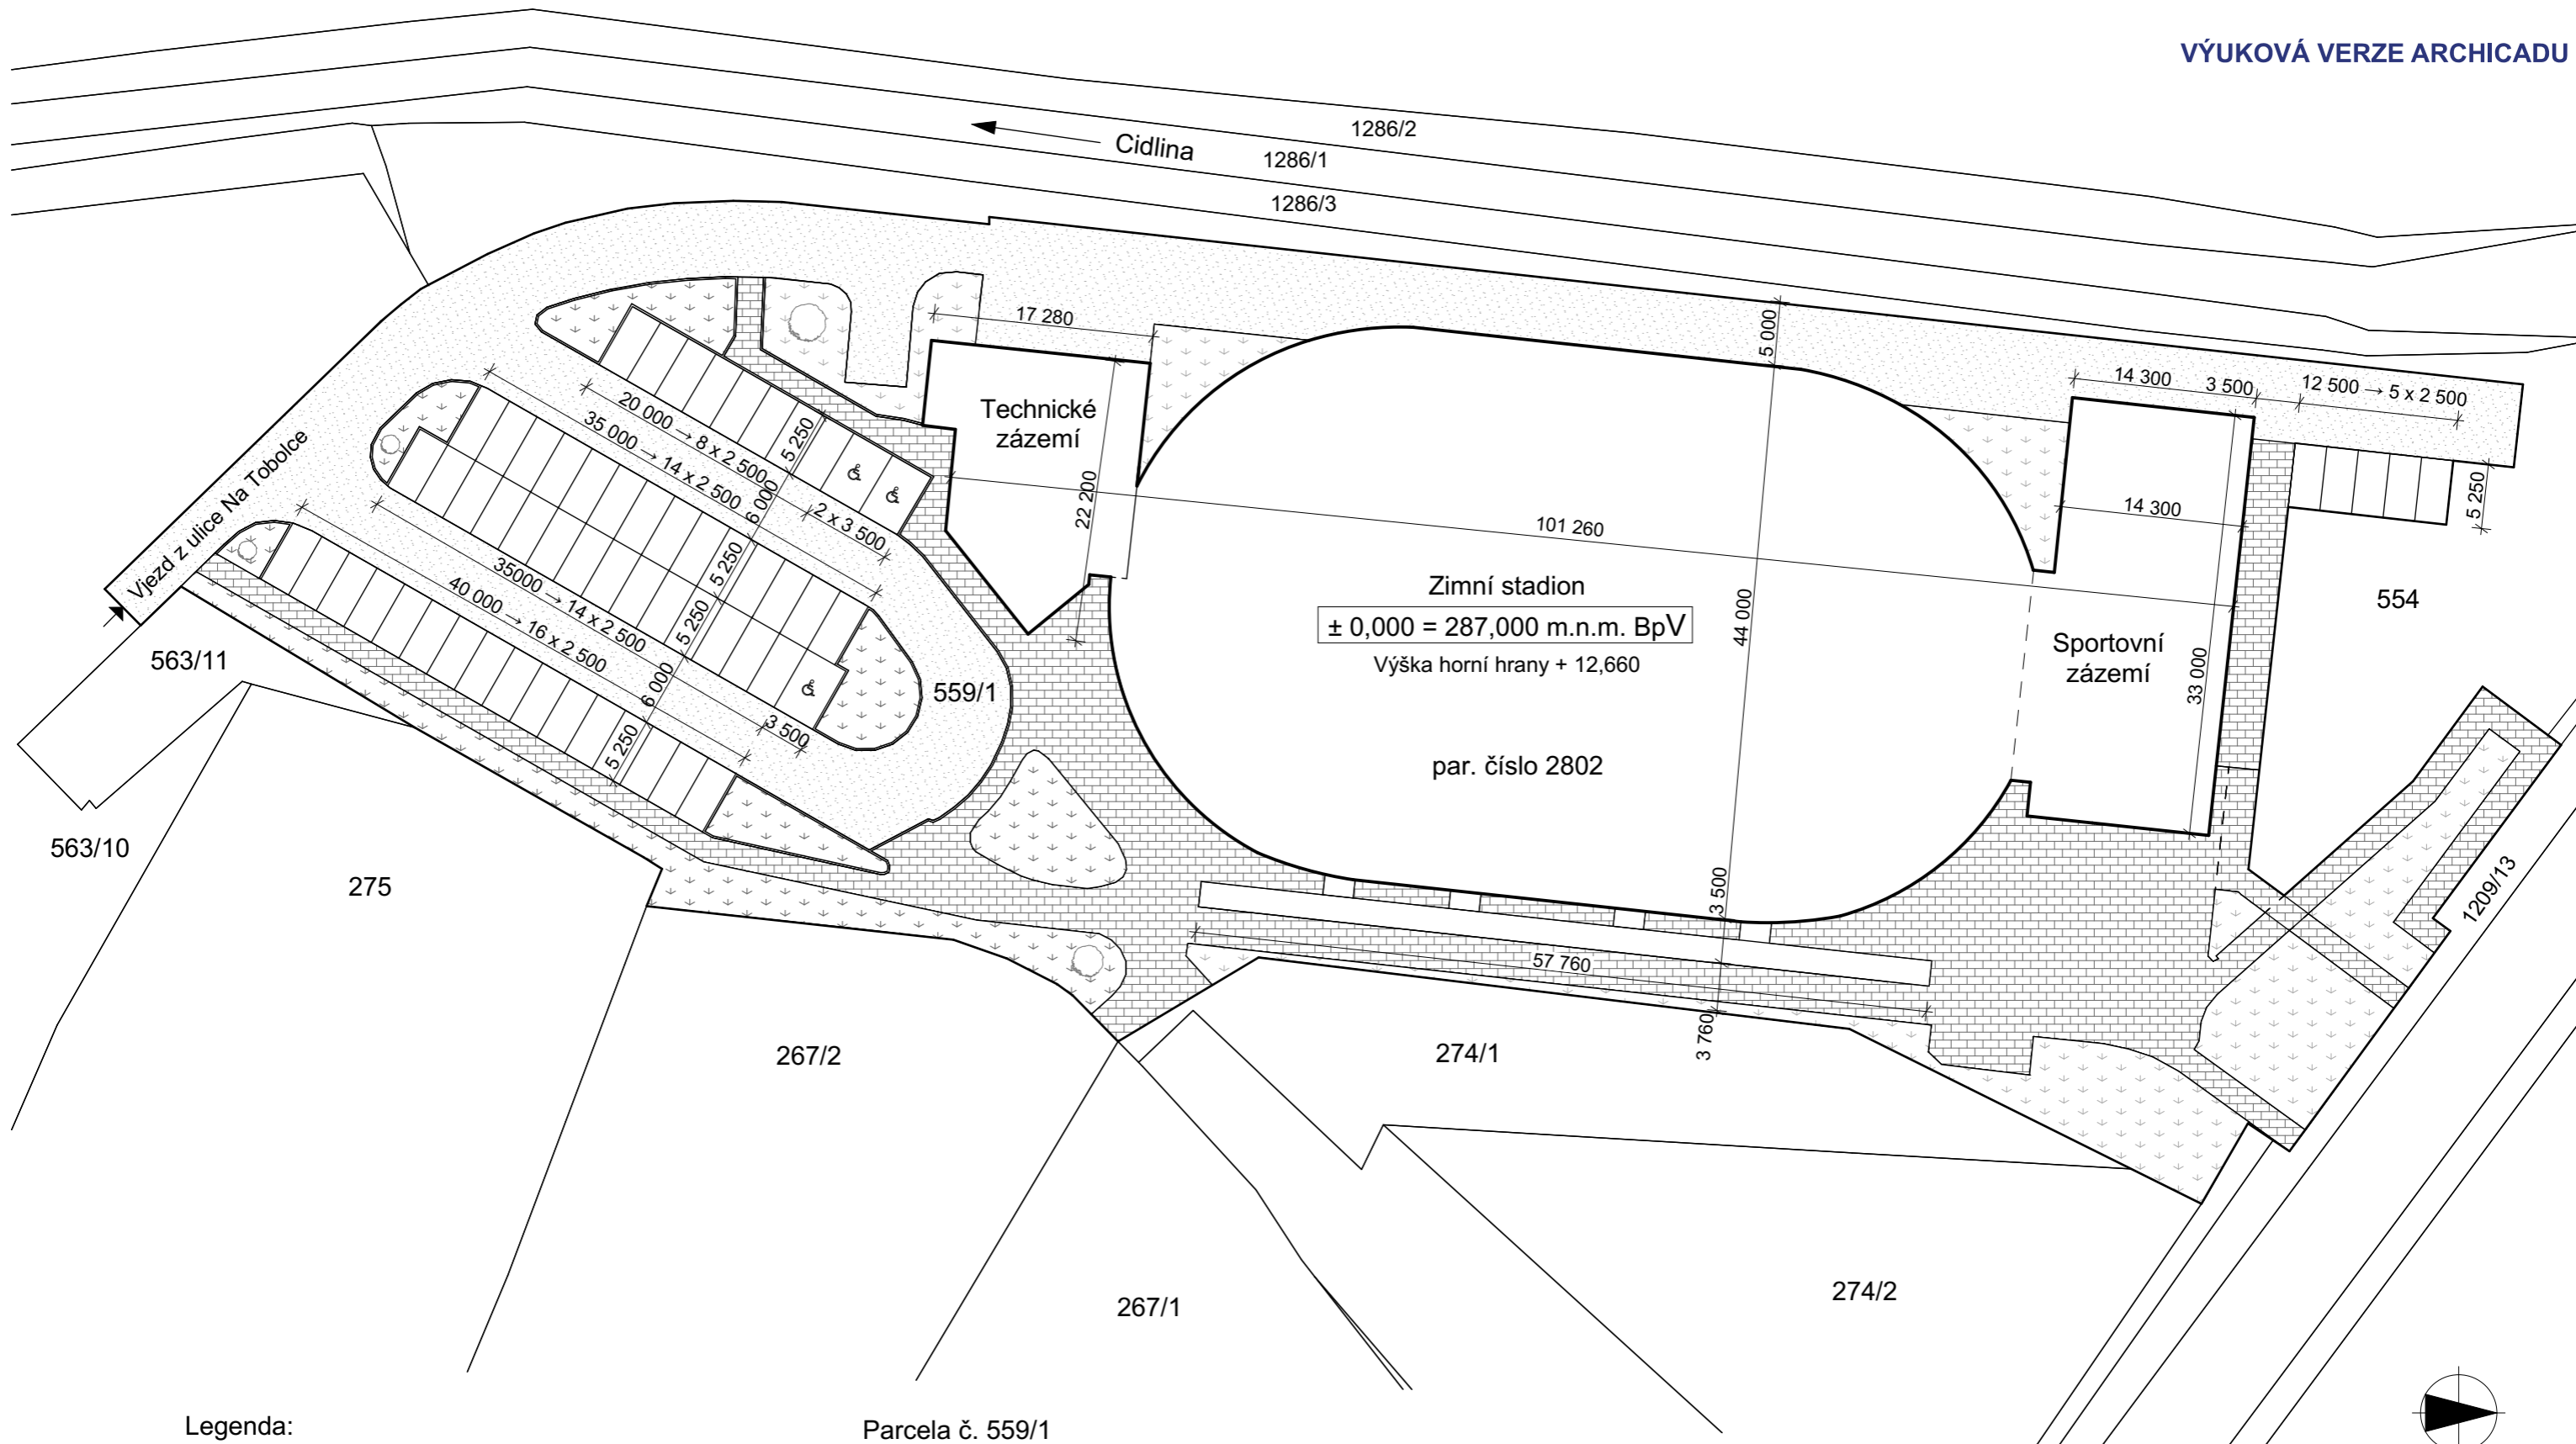 VÝUKOVÁ VERZE ARCHICADU
1286/2
Cidlina
1286/1
1286/3
17 280
5 000
14 300
3 500
12 500 → 5 x 2 500
Technické
zázemí
20 000 → 8 x 2 500
5 250
35 000 → 14 x 2 500
6 000
2 x 3 500
22 200
101 260
14 300
5 250
Vjezd z ulice Na Tobolce
35000 → 14 x 2 500
5 250
5 250
40 000 → 16 x 2 500
6 000
3 500
5 250
Zimní stadion
± 0,000 = 287,000 m.n.m. BpV
Výška horní hrany + 12,660
44 000
554
Sportovní
zázemí
33 000
563/11
559/1
par. číslo 2802
563/10
275
3 500
1209/13
57 760
3 760
267/2
274/1
267/1
274/2
Legenda:
Parcela č. 559/1